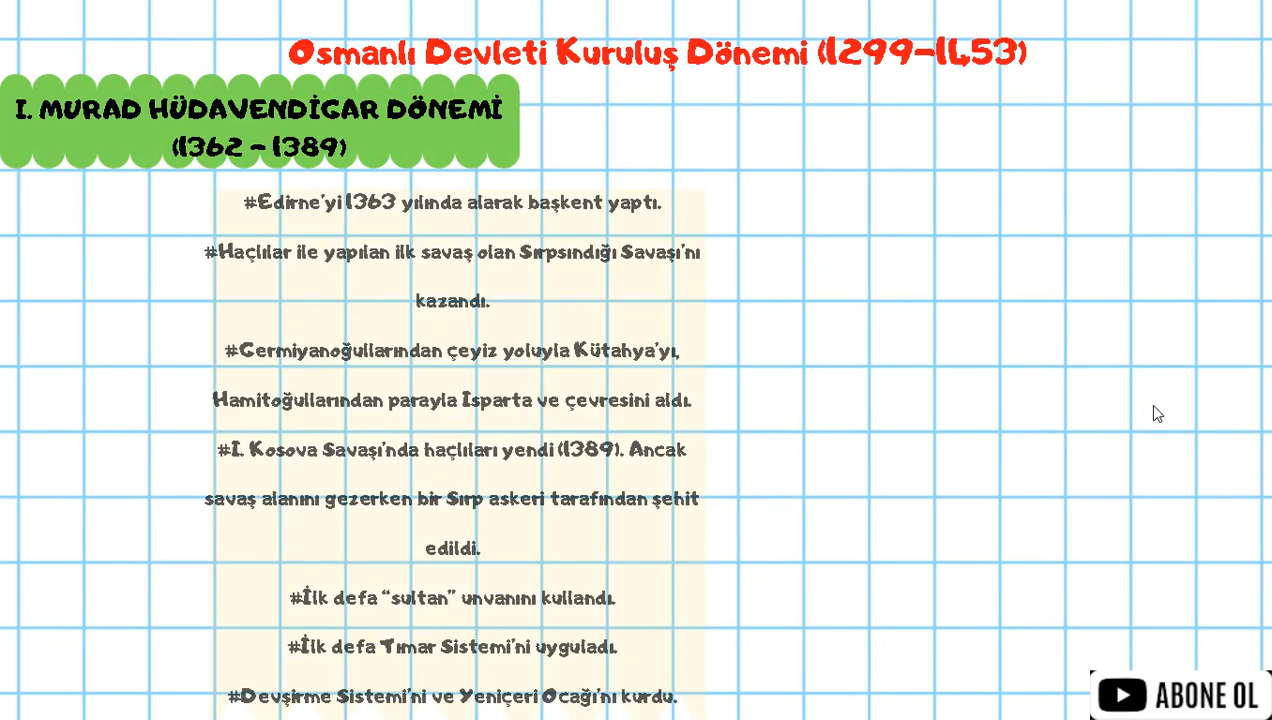 Osmanlı Devleti Kuruluş Dönemi (1299-1453)
I. MURAD HÜDAVENDİGAR DÖNEMİ
(1362 - 1389)
#Edirne'yi 1363 yılında alarak başkent yaptı.
#Haçlılar ile yapılan ilk savaş olan Sırpsındığı Savaşı'nı
kazandı.
#Germiyanoğullarından çeyiz yoluyla Kütahya'yı,
Hamitoğullarından parayla Isparta ve çevresini aldı.
#I. Kosova Savaşı'nda haçlıları yendi (1389). Ancak
savaş alanını gezerken bir Sırp askeri tarafından şehit
edildi.
#İlk defa “sultan” unvanını kullandı.
#İlk defa Tımar Sistemi'ni uyguladı.
#Devşirme Sistemi'ni ve Yeniçeri Ocağı'nı kurdu.
ABONE OL